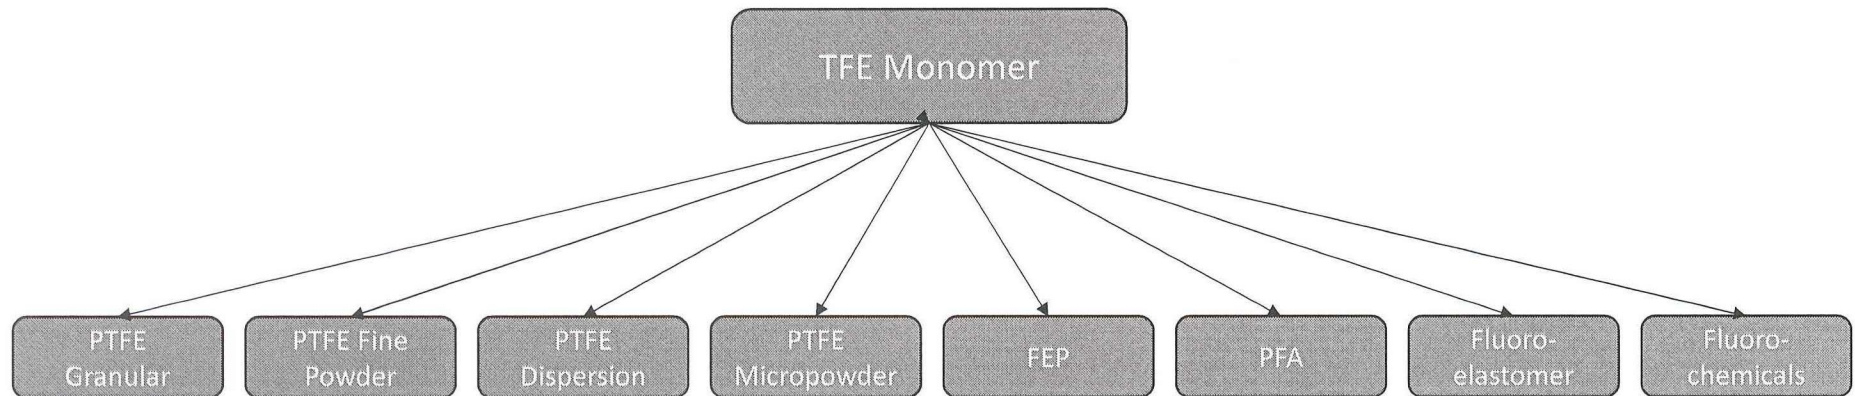 TFE Monomer
PTFE
Granular
PTFE Fine
Powder
PTFE
Dispersion
PTFE
Micropowder
FEP
PFA
Fluoro-
elastomer
Fluoro-
chemicals